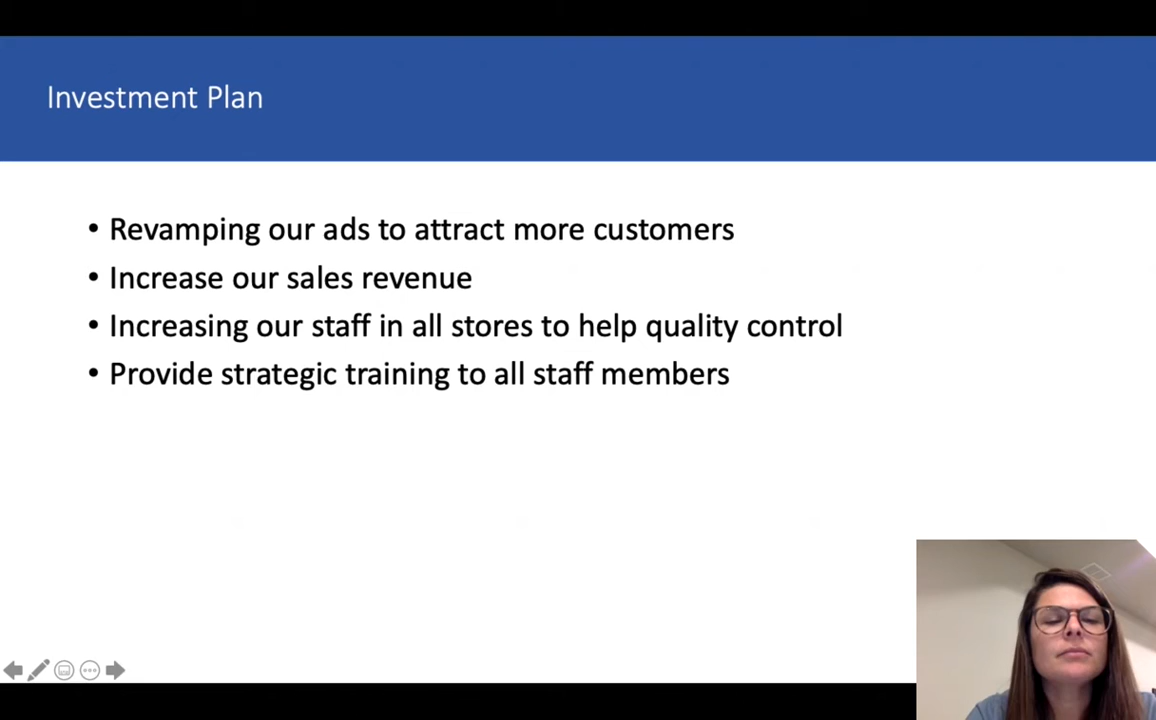 Investment Plan
• Revamping our ads to attract more customers
• Increase our sales revenue
• Increasing our staff in all stores to help quality control
• Provide strategic training to all staff members